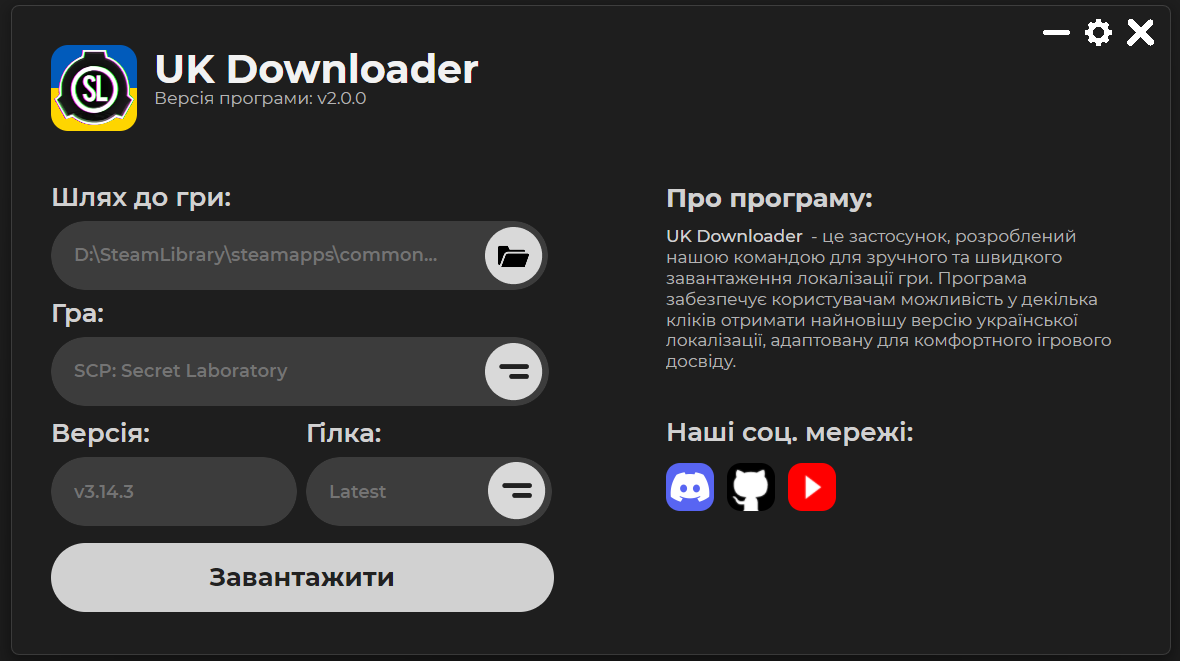 SL
UK Downloader
Версія програми: v2.0.0
Шлях до гри:
D:\SteamLibrary\steamapps\common...
Гра:
SCP: Secret Laboratory
Версія:
Гілка:
v3.14.3
Latest
Завантажити
Про програму:
UK Downloader - це застосунок, розроблений
нашою командою для зручного та швидкого
завантаження локалізації гри. Програма
забезпечує користувачам можливість у декілька
кліків отримати найновішу версію української
локалізації, адаптовану для комфортного ігрового
досвіду.
Наші соц. мережі: